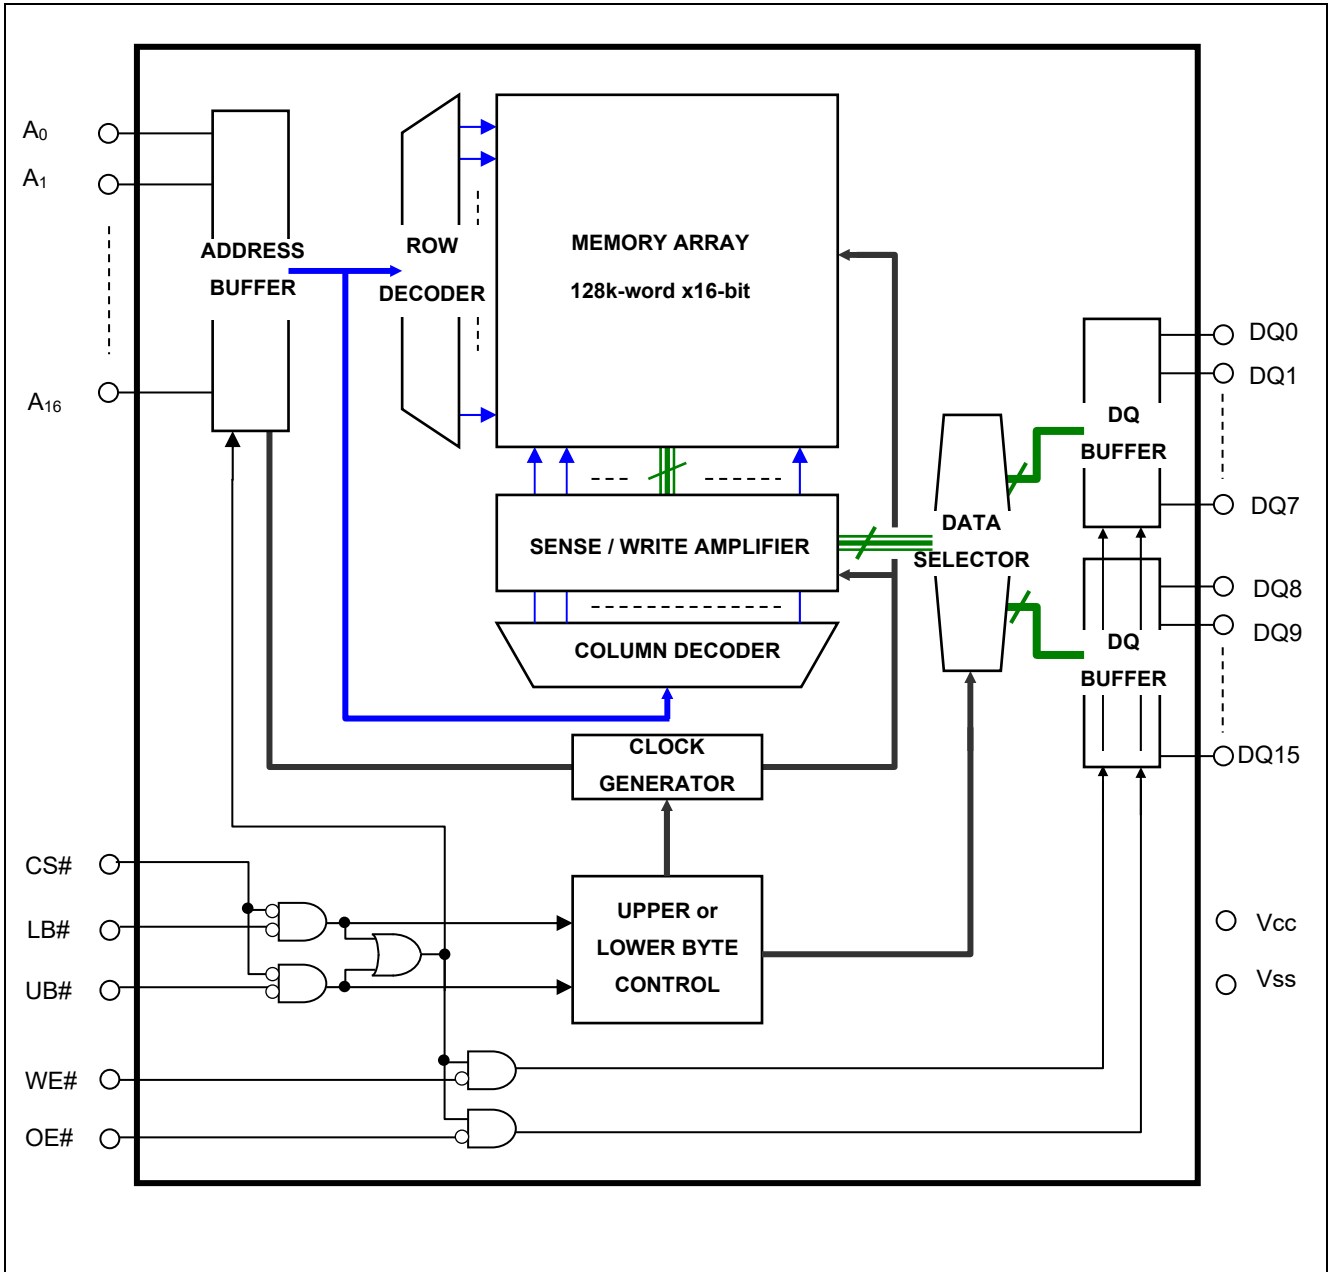 A0
A1
A16
ADDRESS
BUFFER
ROW
DECODER
MEMORY ARRAY
128k-word x16-bit
SENSE / WRITE AMPLIFIER
COLUMN DECODER
CLOCK
GENERATOR
DATA
SELECTOR
DQ
BUFFER
DQ
BUFFER
DQ0
DQ1
DQ7
DQ8
DQ9
DQ15
CS#
LB#
UB#
WE#
OE#
UPPER or
LOWER BYTE
CONTROL
Vcc
Vss